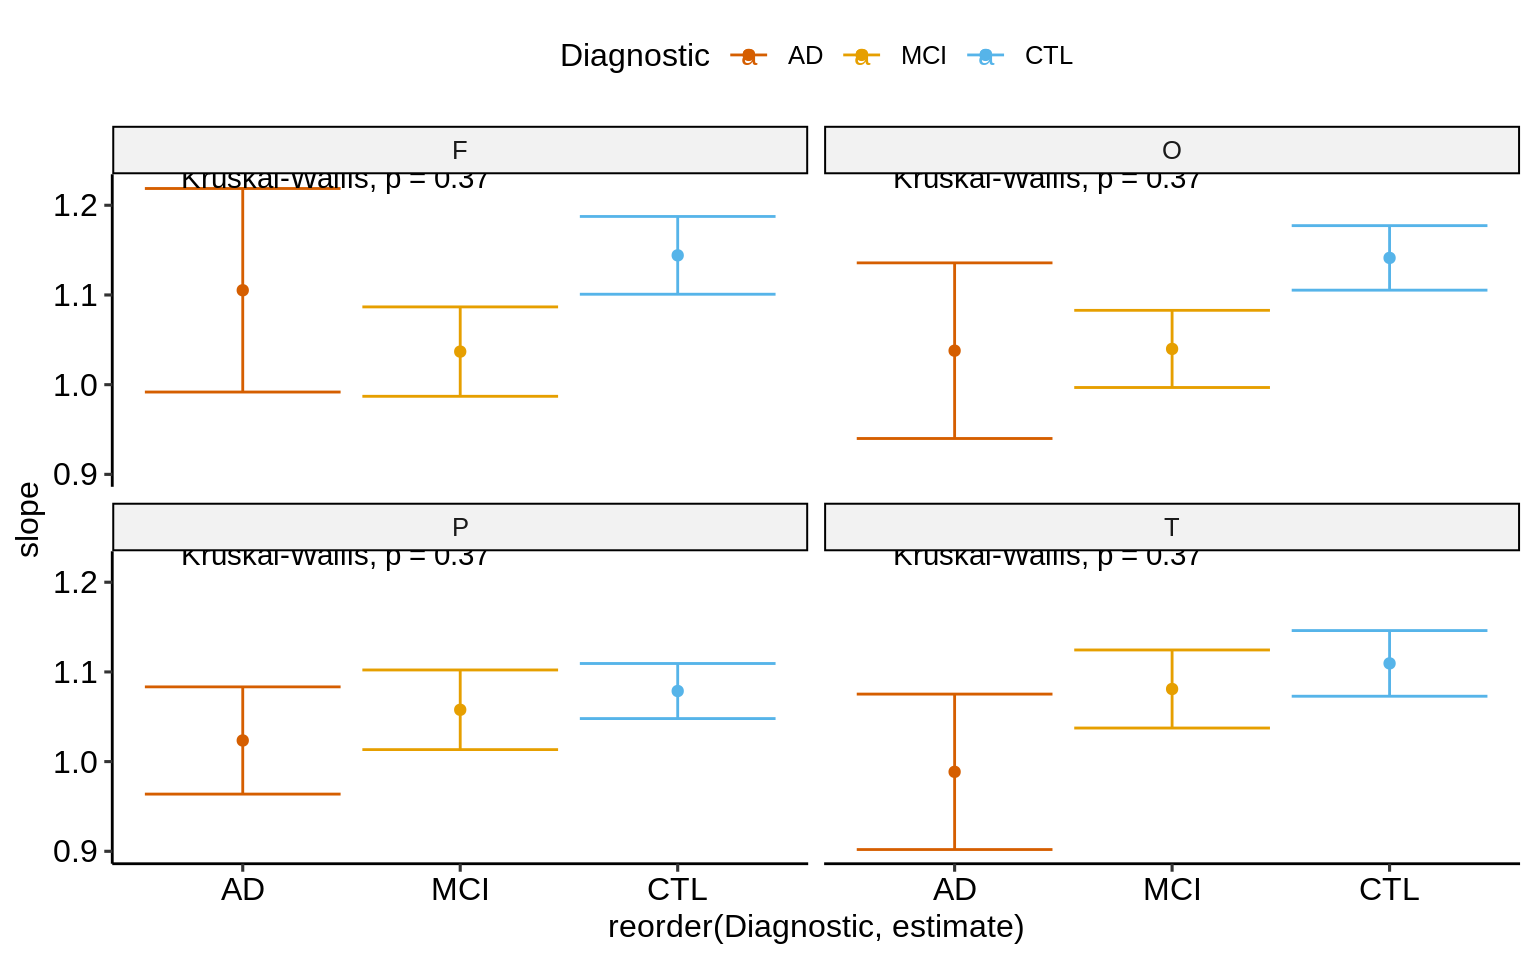 Diagnostic a AD a MCI a CTL
F
O
Kruskal-Wallis, p = 0.37
Kruskal-Wallis, p = 0.37
1.2
1.1
1.0
0.9
slope
P
T
Kruskal-Wallis, p = 0.37
Kruskal-Wallis, p = 0.37
1.2
1.1
1.0
0.9
AD MCI CTL
AD MCI CTL
reorder(Diagnostic, estimate)